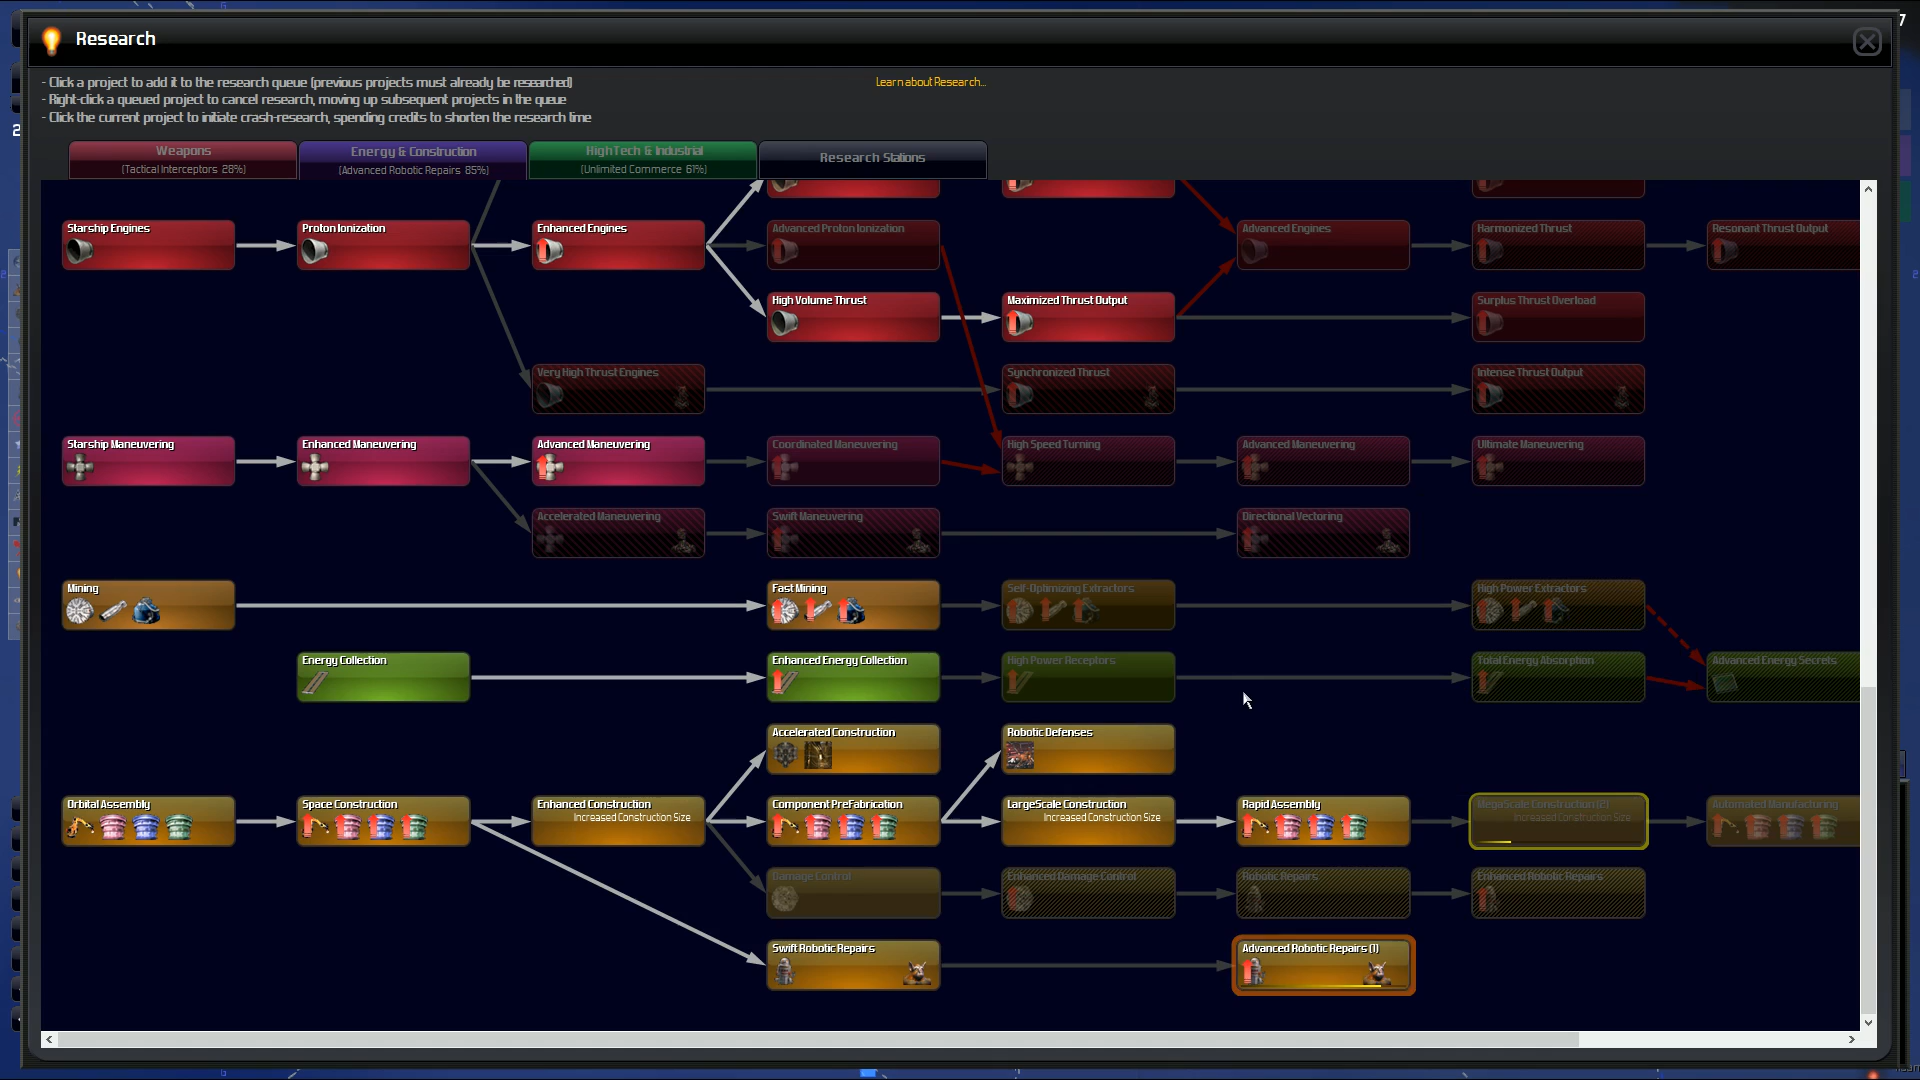 Research
- Click a project to add it to the research queue (previous projects must already be researched)
Learn about Research...
- Right-click a queued project to cancel research, moving up subsequent projects in the queue
- Click the current project to initiate crash-research, spending credits to shorten the research time
Weapons
(Tactical Interceptors 28%)
Energy & Construction
(Advanced Robotic Repairs 85%)
HighTech & Industrial
(Unlimited Commerce 61%)
Research Stations
Starship Engines
Proton Ionization
Enhanced Engines
Advanced Proton Ionization
Advanced Engines
Harmonized Thrust
Resonant Thrust Output
High Volume Thrust
Maximized Thrust Output
Surplus Thrust Overload
Very High Thrust Engines
Synchronized Thrust
Intense Thrust Output
Starship Maneuvering
Enhanced Maneuvering
Advanced Maneuvering
Coordinated Maneuvering
High Speed Turning
Advanced Maneuvering
Ultimate Maneuvering
Accelerated Maneuvering
Swift Maneuvering
Directional Vectoring
Mining
Fast Mining
Self-Optimizing Extractors
High Power Extractors
Energy Collection
Enhanced Energy Collection
High Power Receptors
Total Energy Absorption
Advanced Energy Secrets
Accelerated Construction
Robotic Defenses
Orbital Assembly
Space Construction
Enhanced Construction
Increased Construction Size
Component PreFabrication
LargeScale Construction
Increased Construction Size
Rapid Assembly
MegaScale Construction (2)
Increased Construction Size
Automated Manufacturing
Damage Control
Enhanced Damage Control
Robotic Repairs
Enhanced Robotic Repairs
Swift Robotic Repairs
Advanced Robotic Repairs (1)